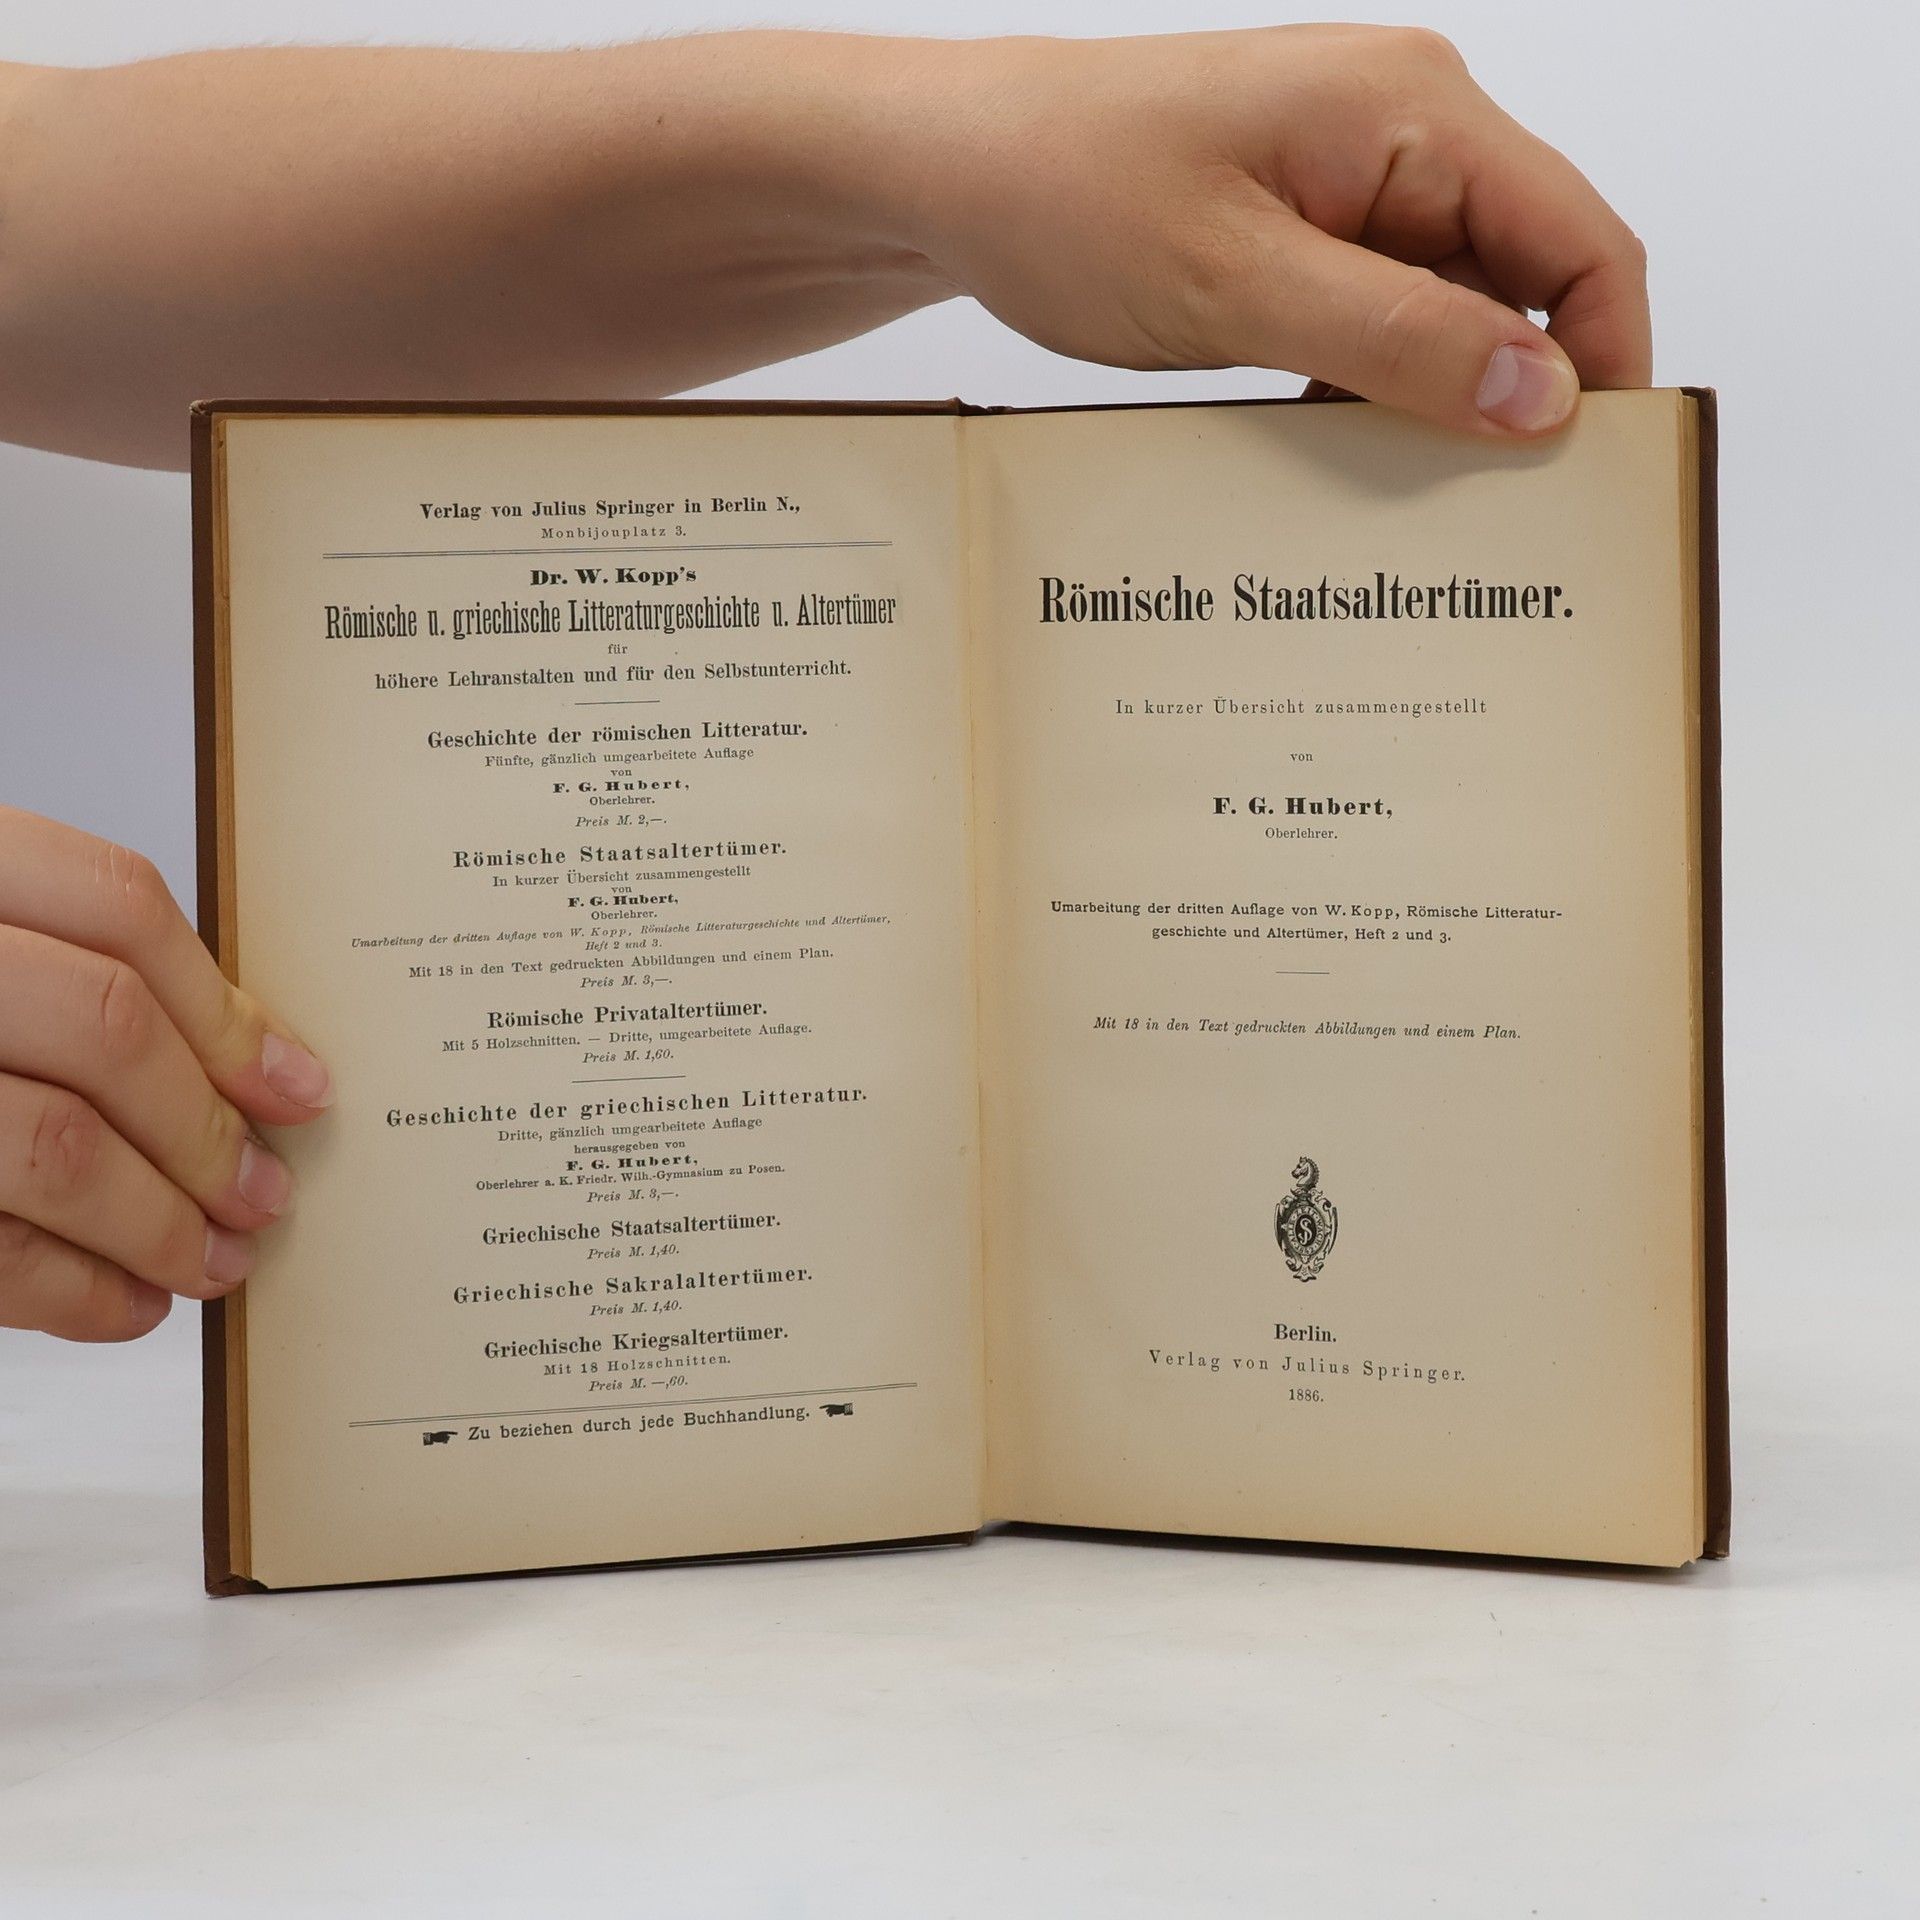 Verlag von Julius Springer in Berlin N.,
Monbijouplatz 3.
Dr. W. Kopp's
Römische u. griechische Litteraturgeschichte u. Altertümer
für
höhere Lehranstalten und für den Selbstunterricht.
Geschichte der römischen Litteratur.
Fünfte, gänzlich umgearbeitete Auflage
von
F. G. Hubert,
Oberlehrer.
Preis M. 2,—.
Römische Staatsaltertümer.
In kurzer Übersicht zusammengestellt
von
F. G. Hubert,
Oberlehrer.
Umarbeitung der dritten Auflage von W. Kopp, Römische Litteraturgeschichte und Altertümer,
Heft 2 und 3.
Mit 18 in den Text gedruckten Abbildungen und einem Plan.
Preis M. 3,—.
Römische Privataltertümer.
Mit 5 Holzschnitten. — Dritte, umgearbeitete Auflage.
Preis M. 1,60.
Geschichte der griechischen Litteratur.
Dritte, gänzlich umgearbeitete Auflage
herausgegeben von
F. G. Hubert,
Oberlehrer a. K. Friedr. Wilh.-Gymnasium zu Posen.
Preis M. 3,—.
Griechische Staatsaltertümer.
Preis M. 1,40.
Griechische Sakralaltertümer.
Preis M. 1,40.
Griechische Kriegsaltertümer.
Mit 18 Holzschnitten.
Preis M. —,60.
Zu beziehen durch jede Buchhandlung.
Römische Staatsaltertümer.
In kurzer Übersicht zusammengestellt
von
F. G. Hubert,
Oberlehrer.
Umarbeitung der dritten Auflage von W. Kopp, Römische Litteratur-
geschichte und Altertümer, Heft 2 und 3.
Mit 18 in den Text gedruckten Abbildungen und einem Plan.
Berlin.
Verlag von Julius Springer.
1886.